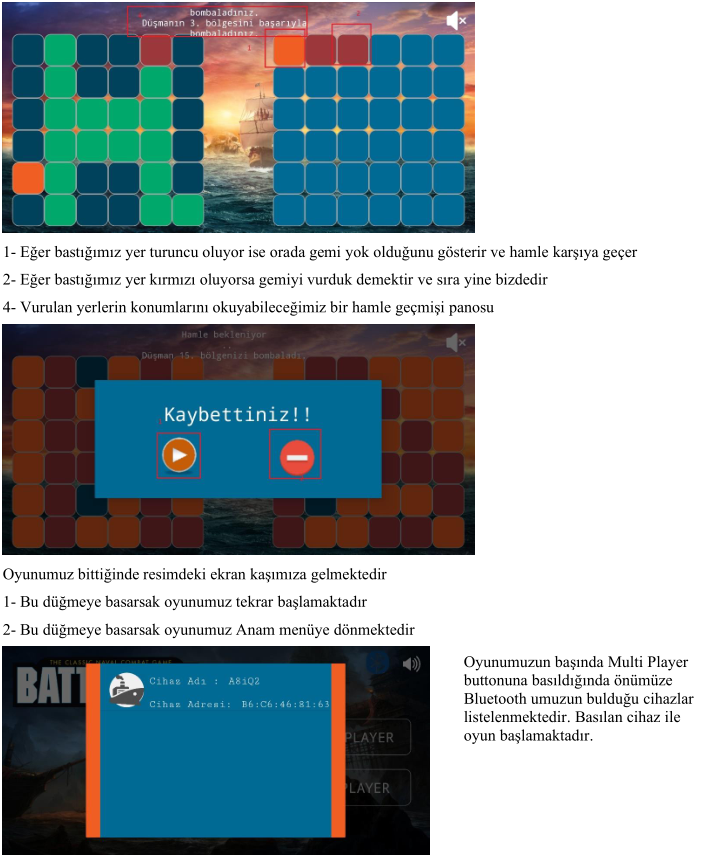 bombaladınız.
Düşmanın 3. bölgesini başarıyla
bombaladınız.
1- Eğer bastığımız yer turuncu oluyor ise orada gemi yok olduğunu gösterir ve hamle karşıya geçer
2- Eğer bastığımız yer kırmızı oluyorsa gemiyi vurduk demektir ve sıra yine bizdedir
4- Vurulan yerlerin konumlarını okuyabileceğimiz bir hamle geçmişi panosu
Hamle bekleniyor
Düşman 15. bölgenizi bombaladı.
Kaybettiniz!!
Oyunumuz bittiğinde resimdeki ekran kaşımıza gelmektedir
1- Bu düğmeye basarsak oyunumuz tekrar başlamaktadır
2- Bu düğmeye basarsak oyunumuz Anam menüye dönmektedir
THE CLASSIC NAVAL COMBAT GAME
BATT
Cihaz Adı : A8iQ2
Cihaz Adresi: B6:C6:46:81:63
PLAYER
PLAYER
Oyunumuzun başında Multi Player
buttonuna basıldığında önümüze
Bluetooth umuzun bulduğu cihazlar
listelenmektedir. Basılan cihaz ile
oyun başlamaktadır.